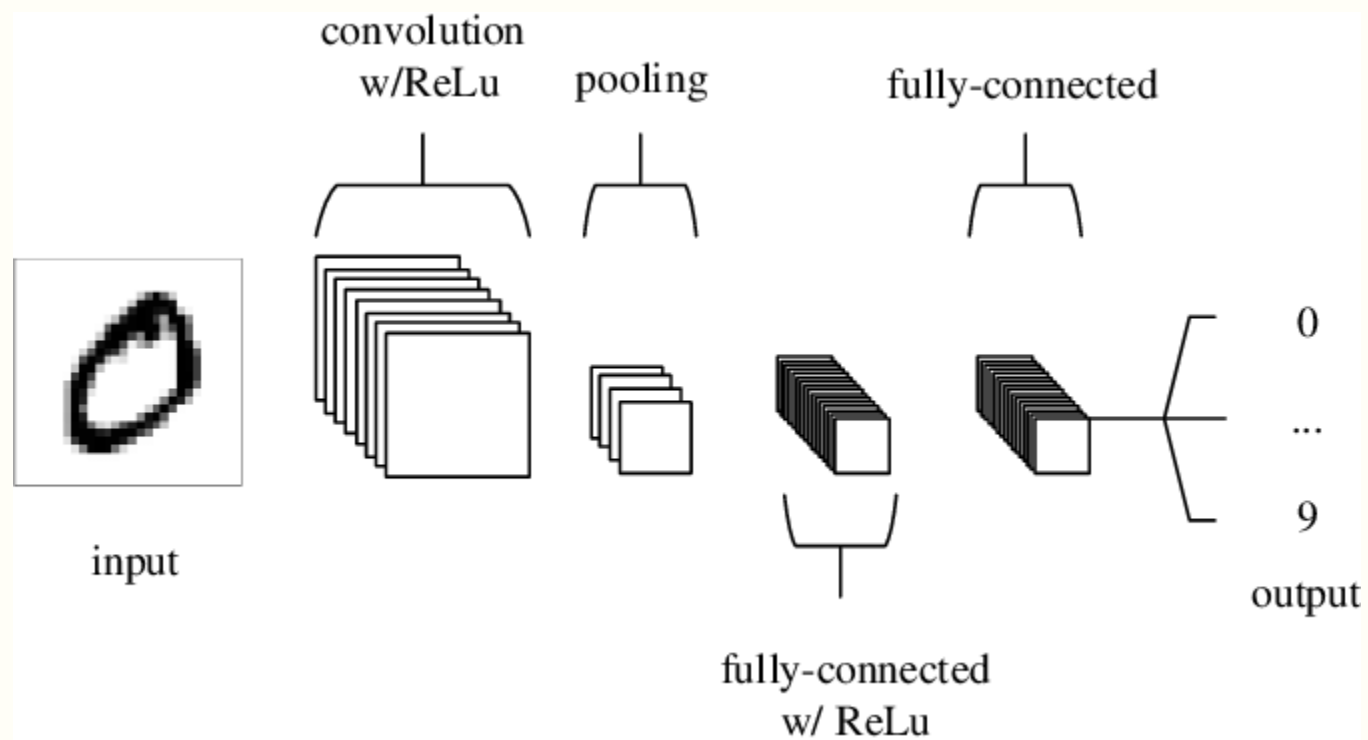 convolution
w/ReLu
pooling
fully-connected
0
...
9
input
output
fully-connected
w/ ReLu